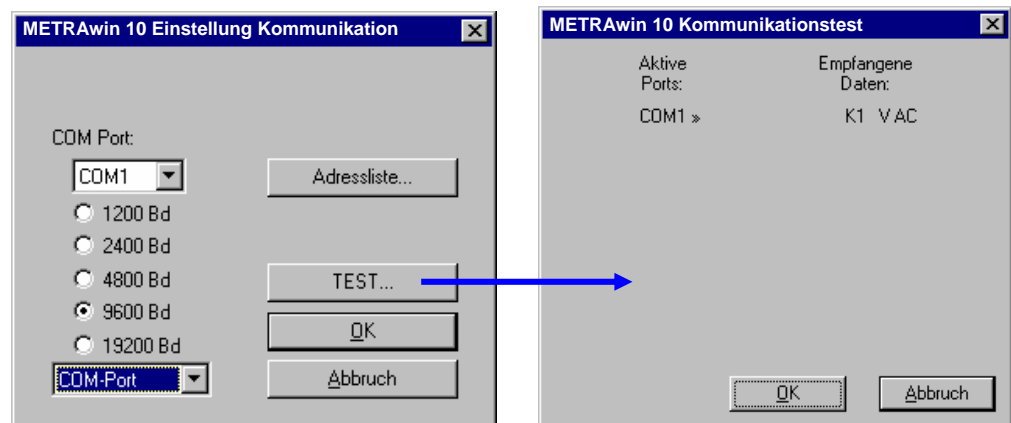 METRAwin 10 Einstellung Kommunikation
COM Port:
COM1
Adressliste...
1200 Bd
2400 Bd
4800 Bd
TEST...
9600 Bd
OK
19200 Bd
COM-Port
Abbruch
METRAwin 10 Kommunikationstest
Aktive
Ports:
Empfangene
Daten:
COM1 »
K1 V AC
OK
Abbruch